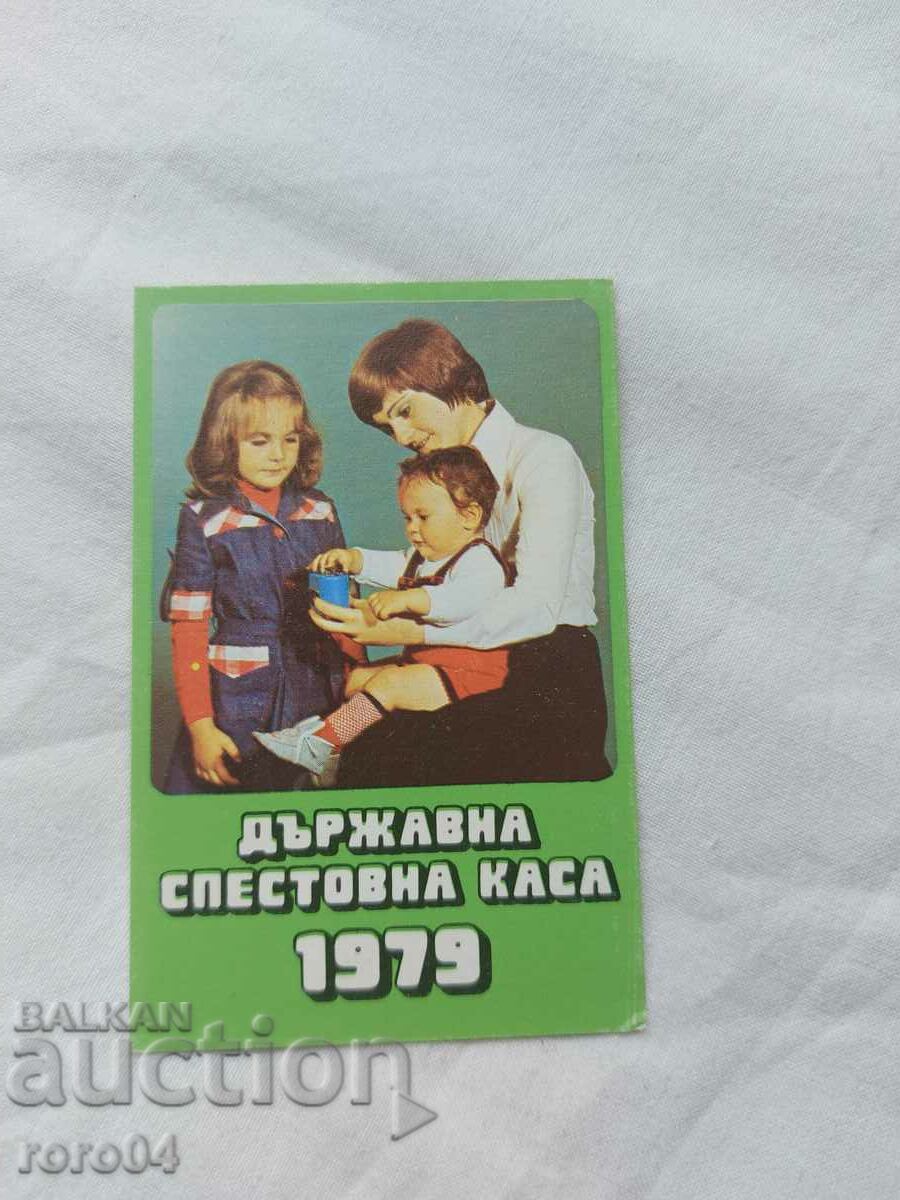 ДЪРЖАВНА
СПЕСТОВНА КАСА
1979
BALKAN
auction
roro04